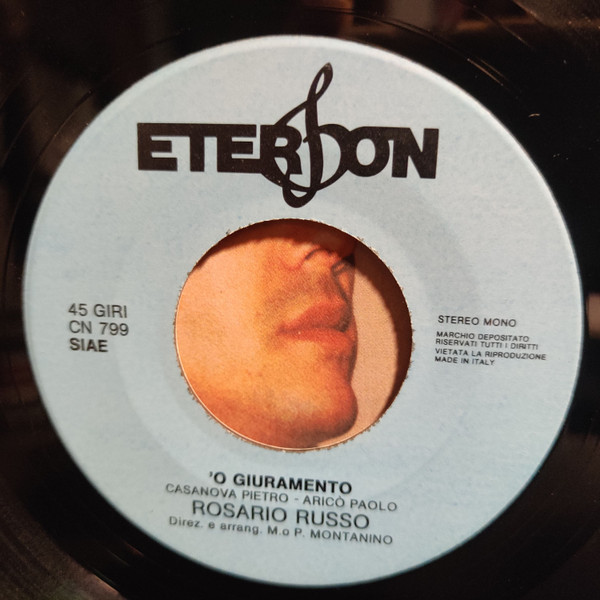 ETERSON
45 GIRI
CN 799
SIAE
STEREO MONO
MARCHIO DEPOSITATO
RISERVATI TUTTI I DIRITTI
VIETATA LA RIPRODUZIONE
MADE IN ITALY
'O GIURAMENTO
CASANOVA PIETRO - ARICÒ PAOLO
ROSARIO RUSSO
Direz. e arrang. M.o P. MONTANINO